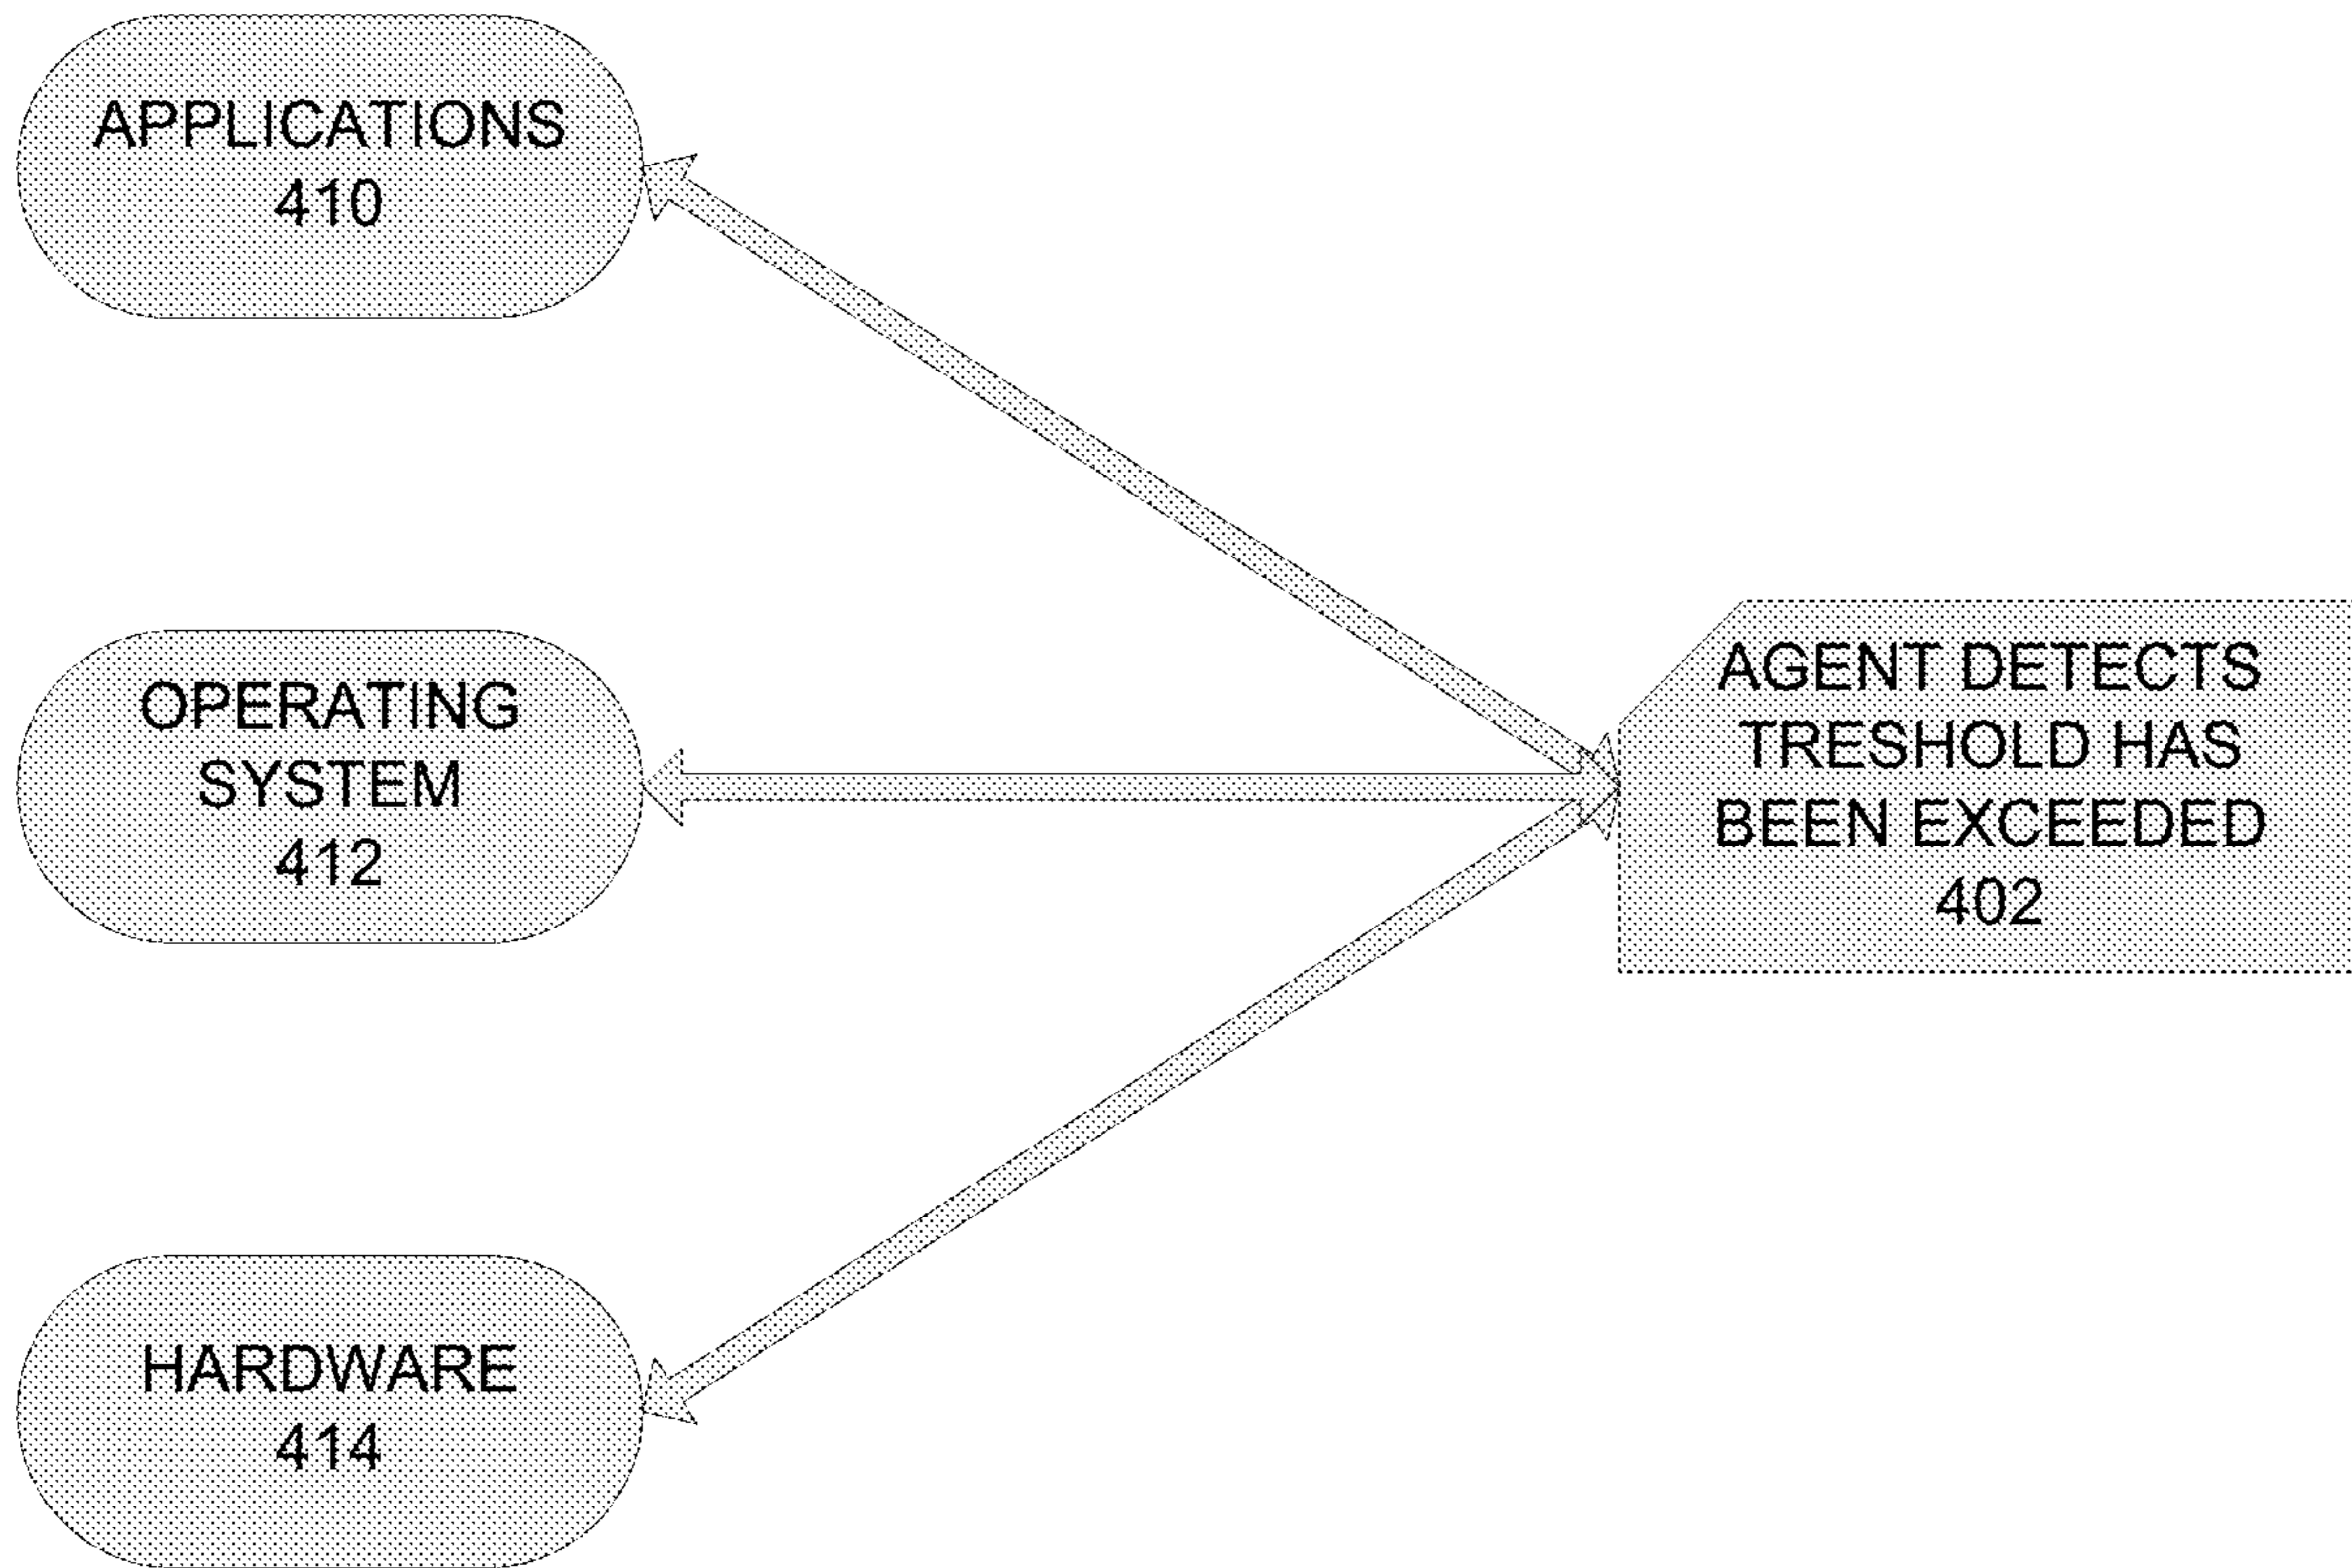 APPLICATIONS
410
OPERATING
SYSTEM
412
HARDWARE
414
AGENT DETECTS
TRESHOLD HAS
BEEN EXCEEDED
402